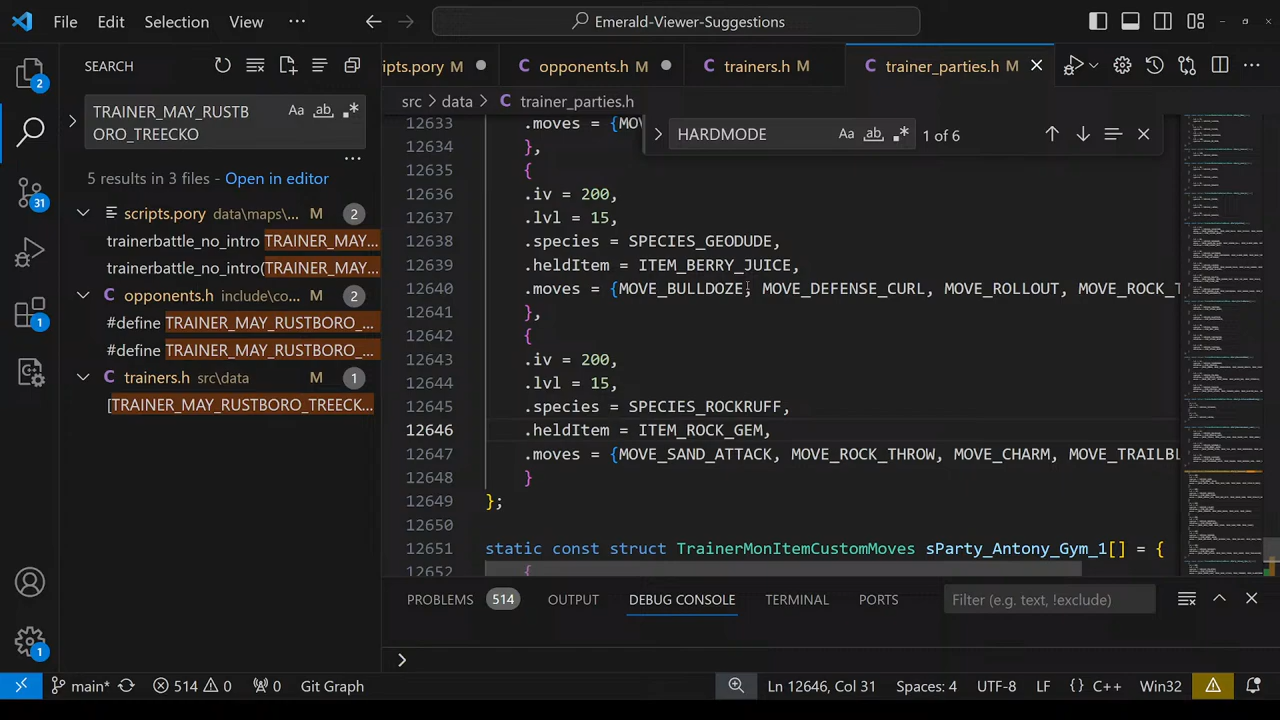 File Edit Selection View ··· Emerald-Viewer-Suggestions
SEARCH
ipts.pory M
opponents.h M
trainers.h M
trainer_parties.h M
TRAINER_MAY_RUSTB
ORO_TREECKO
Aa ab .*
src > data > C trainer_parties.h
HARDMODE Aa ab .* 1 of 6
5 results in 3 files - Open in editor
scripts.pory data\maps\... M 2
trainerbattle_no_intro TRAINER_MAY...
trainerbattle_no_intro(TRAINER_MAY...
C opponents.h include\co... M 2
#define TRAINER_MAY_RUSTBORO_...
#define TRAINER_MAY_RUSTBORO_...
C trainers.h src\data M 1
[TRAINER_MAY_RUSTBORO_TREECK...
2
31
1
1
12633 .moves = {MO
12634 },
12635 {
12636 .iv = 200,
12637 .lvl = 15,
12638 .species = SPECIES_GEODUDE,
12639 .heldItem = ITEM_BERRY_JUICE,
12640 .moves = {MOVE_BULLDOZE, MOVE_DEFENSE_CURL, MOVE_ROLLOUT, MOVE_ROCK_T
12641 },
12642 {
12643 .iv = 200,
12644 .lvl = 15,
12645 .species = SPECIES_ROCKRUFF,
12646 .heldItem = ITEM_ROCK_GEM,
12647 .moves = {MOVE_SAND_ATTACK, MOVE_ROCK_THROW, MOVE_CHARM, MOVE_TRAILBL
12648 }
12649 };
12650
12651 static const struct TrainerMonItemCustomMoves sParty_Antony_Gym_1[] = {
12652 {
PROBLEMS 514 OUTPUT DEBUG CONSOLE TERMINAL PORTS Filter (e.g. text, !exclude)
main* 514 0 0 Git Graph Ln 12646, Col 31 Spaces: 4 UTF-8 LF {} C++ Win32